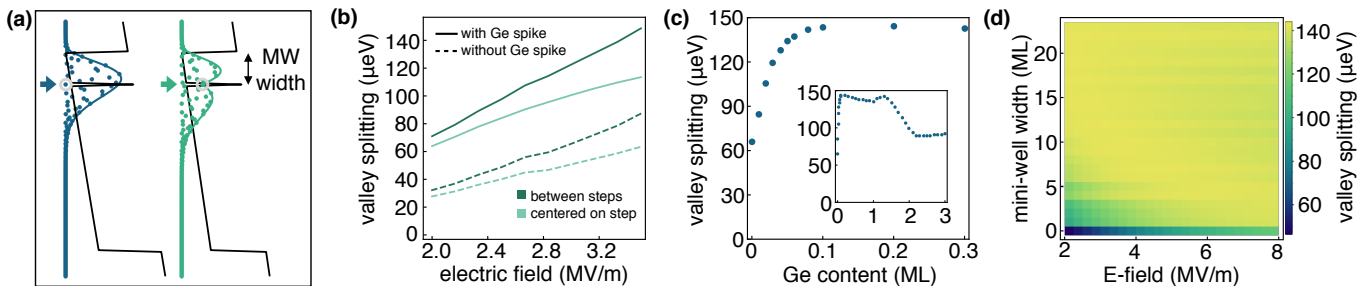 (a)
MW
width
(b)
valley splitting (µeV)
140
120
100
80
60
40
20
0
with Ge spike
without Ge spike
between steps
centered on step
2.0
2.4
2.8
3.2
electric field (MV/m)
(c)
valley splitting (µeV)
150
120
90
60
30
0
150
100
50
0
0
1
2
3
0.0
0.1
0.2
0.3
Ge content (ML)
(d)
mini-well width (ML)
20
15
10
5
0
2
4
6
8
E-field (MV/m)
140
120
100
80
60
valley splitting (µeV)